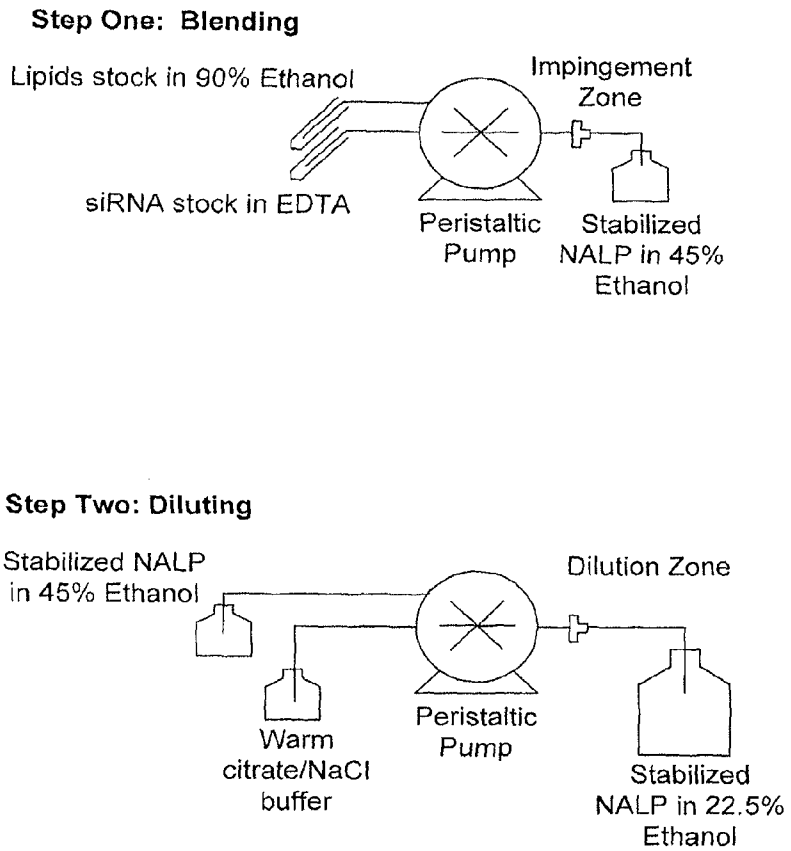 Step One: Blending
Lipids stock in 90% Ethanol
siRNA stock in EDTA
Peristaltic
Pump
Impingement
Zone
Stabilized
NALP in 45%
Ethanol
Step Two: Diluting
Stabilized NALP
in 45% Ethanol
Warm
citrate/NaCl
buffer
Peristaltic
Pump
Dilution Zone
Stabilized
NALP in 22.5%
Ethanol